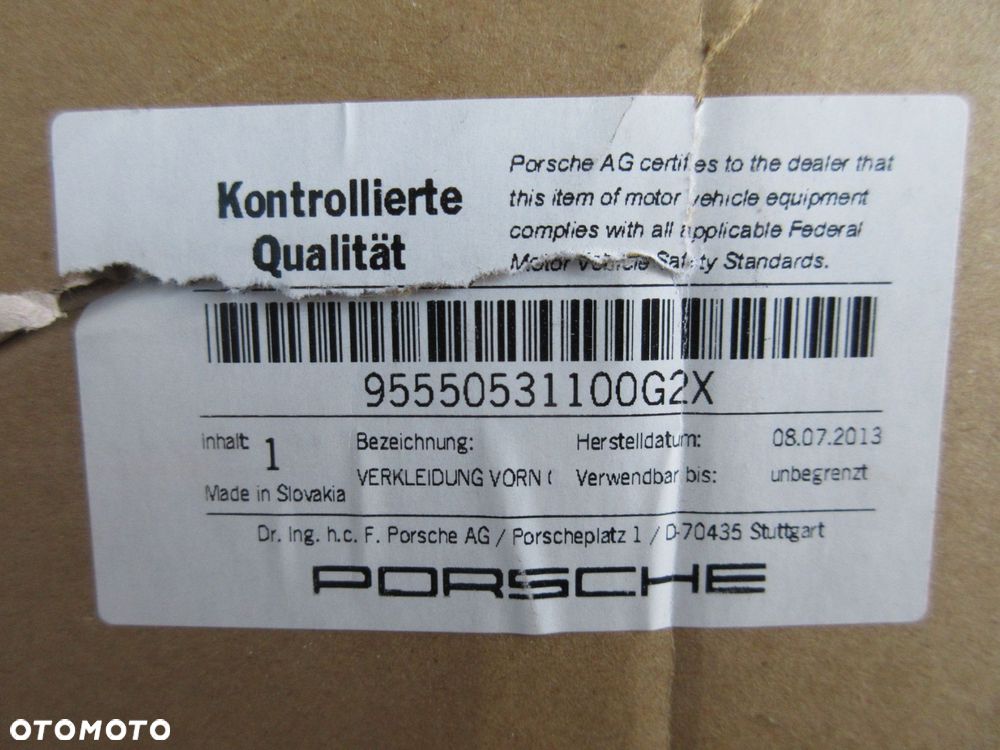 Kontrollierte
Qualität
Porsche AG certifies to the dealer that
this item of motor vehicle equipment
complies with all applicable Federal
Motor Vehicle Safety Standards.
95550531100G2X
Inhalt: 1
Made in Slovakia
Bezeichnung:
VERKLEIDUNG VORN (
Herstelldatum: 08.07.2013
Verwendbar bis: unbegrenzt
Dr. Ing. h.c. F. Porsche AG / Porscheplatz 1 / D-70435 Stuttgart
PORSCHE
OTOMOTO